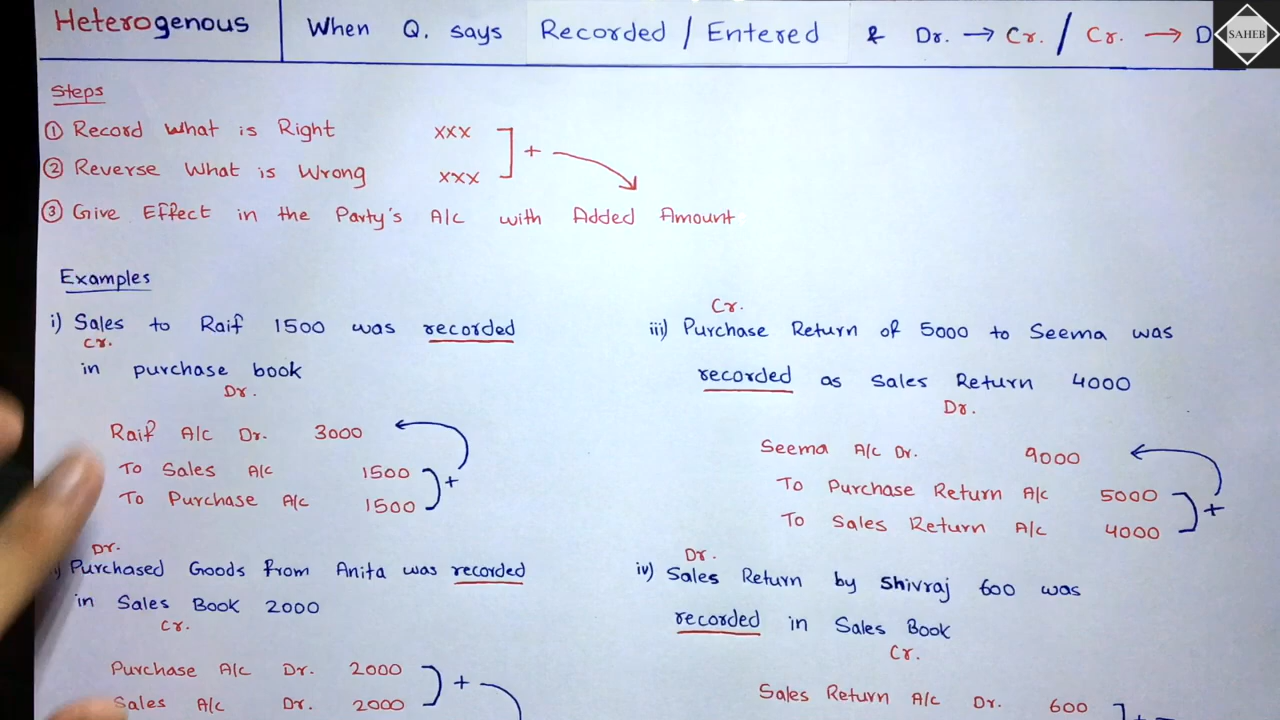 Heterogenous
When Q. says Recorded / Entered & Dr. → Cr. / Cr. → D
SAHEB
Steps
① Record What is Right xxx
② Reverse What is Wrong xxx
+
③ Give Effect in the Party's A/c with Added Amount
Examples
i) Sales to Raif 1500 was recorded
Cr.
in purchase book
Dr.
Raif A/c Dr. 3000
To Sales A/c 1500
To Purchase A/c 1500
+
Dr.
) Purchased Goods from Anita was recorded
in Sales Book 2000
Cr.
Purchase A/c Dr. 2000
Sales A/c Dr. 2000
+
Cr.
iii) Purchase Return of 5000 to Seema was
recorded as Sales Return 4000
Dr.
Seema A/c Dr. 9000
To Purchase Return A/c 5000
To Sales Return A/c 4000
+
Dr.
iv) Sales Return by Shivraj 600 was
recorded in Sales Book
Cr.
Sales Return A/c Dr. 600
+